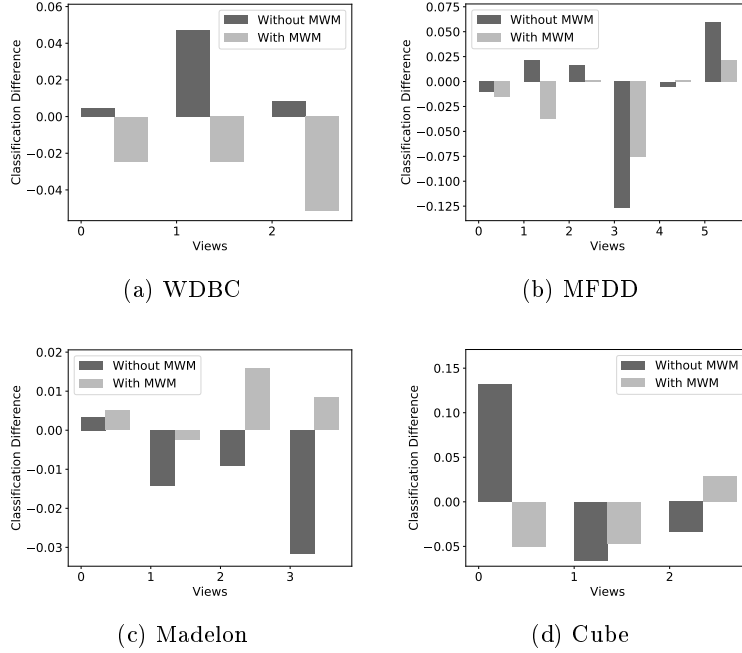 0.06
0.04
0.02
0.00
−0.02
−0.04
Classification Difference
Without MWM
With MWM
0 1 2
Views
(a) WDBC
0.075
0.050
0.025
0.000
−0.025
−0.050
−0.075
−0.100
−0.125
Classification Difference
Without MWM
With MWM
0 1 2 3 4 5
Views
(b) MFDD
0.02
0.01
0.00
−0.01
−0.02
−0.03
Classification Difference
Without MWM
With MWM
0 1 2 3
Views
(c) Madelon
0.15
0.10
0.05
0.00
−0.05
Classification Difference
Without MWM
With MWM
0 1 2
Views
(d) Cube